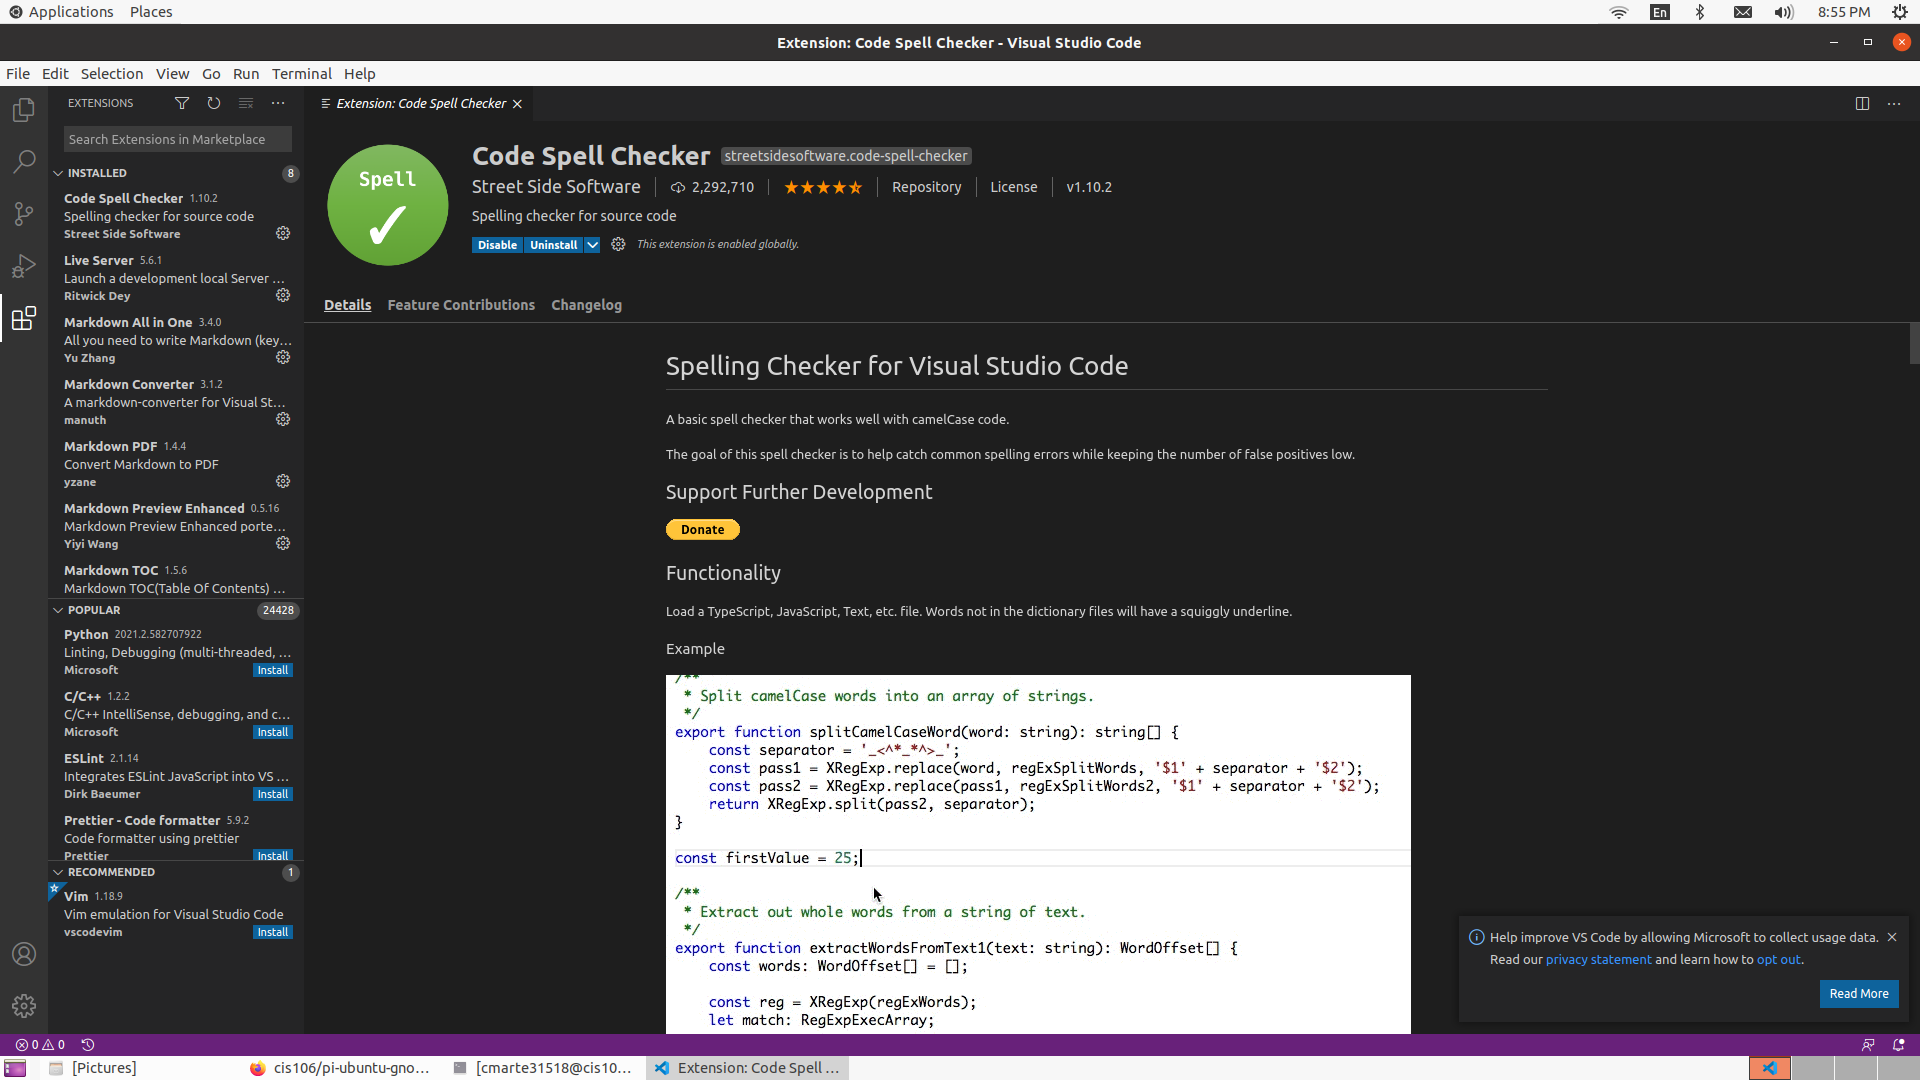 Applications Places En 8:55 PM
Extension: Code Spell Checker - Visual Studio Code
File Edit Selection View Go Run Terminal Help
EXTENSIONS
Search Extensions in Marketplace
INSTALLED 8
Code Spell Checker 1.10.2
Spelling checker for source code
Street Side Software
Live Server 5.6.1
Launch a development local Server ...
Ritwick Dey
Markdown All in One 3.4.0
All you need to write Markdown (key...
Yu Zhang
Markdown Converter 3.1.2
A markdown-converter for Visual St...
manuth
Markdown PDF 1.4.4
Convert Markdown to PDF
yzane
Markdown Preview Enhanced 0.5.16
Markdown Preview Enhanced porte...
Yiyi Wang
Markdown TOC 1.5.6
Markdown TOC(Table Of Contents) ...
POPULAR 24428
Python 2021.2.582707922
Linting, Debugging (multi-threaded, ...
Microsoft Install
C/C++ 1.2.2
C/C++ IntelliSense, debugging, and c...
Microsoft Install
ESLint 2.1.14
Integrates ESLint JavaScript into VS ...
Dirk Baeumer Install
Prettier - Code formatter 5.9.2
Code formatter using prettier
Prettier Install
RECOMMENDED 1
Vim 1.18.9
Vim emulation for Visual Studio Code
vscodevim Install
Extension: Code Spell Checker
Spell
Code Spell Checker streetsidesoftware.code-spell-checker
Street Side Software 2,292,710 Repository License v1.10.2
Spelling checker for source code
Disable Uninstall This extension is enabled globally.
Details Feature Contributions Changelog
Spelling Checker for Visual Studio Code
A basic spell checker that works well with camelCase code.
The goal of this spell checker is to help catch common spelling errors while keeping the number of false positives low.
Support Further Development
Donate
Functionality
Load a TypeScript, JavaScript, Text, etc. file. Words not in the dictionary files will have a squiggly underline.
Example
/**
* Split camelCase words into an array of strings.
*/
export function splitCamelCaseWord(word: string): string[] {
const separator = '_<^*_*^>_';
const pass1 = XRegExp.replace(word, regExSplitWords, '$1' + separator + '$2');
const pass2 = XRegExp.replace(pass1, regExSplitWords2, '$1' + separator + '$2');
return XRegExp.split(pass2, separator);
}
const firstValue = 25;
/**
* Extract out whole words from a string of text.
*/
export function extractWordsFromText1(text: string): WordOffset[] {
const words: WordOffset[] = [];
const reg = XRegExp(regExWords);
let match: RegExpExecArray;
Help improve VS Code by allowing Microsoft to collect usage data.
Read our privacy statement and learn how to opt out.
Read More
0 0
[Pictures] cis106/pi-ubuntu-gno... [cmarte31518@cis10... Extension: Code Spell ...